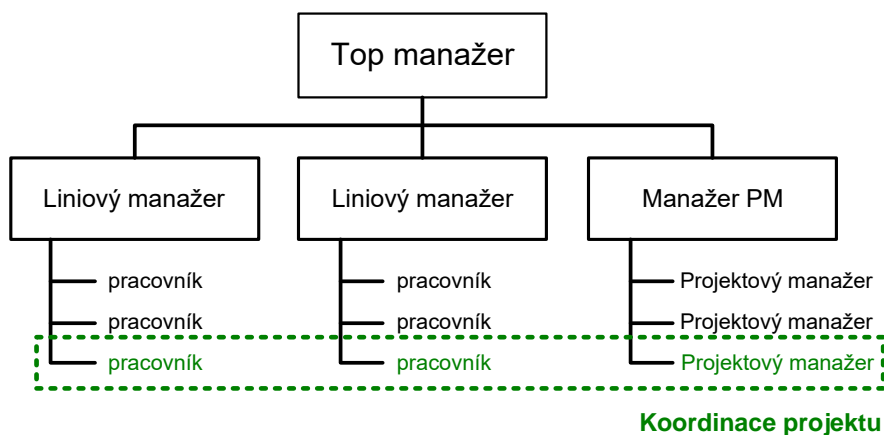 Top manažer
Liniový manažer
Liniový manažer
Manažer PM
pracovník
pracovník
Projektový manažer
pracovník
pracovník
Projektový manažer
pracovník
pracovník
Projektový manažer
Koordinace projektu